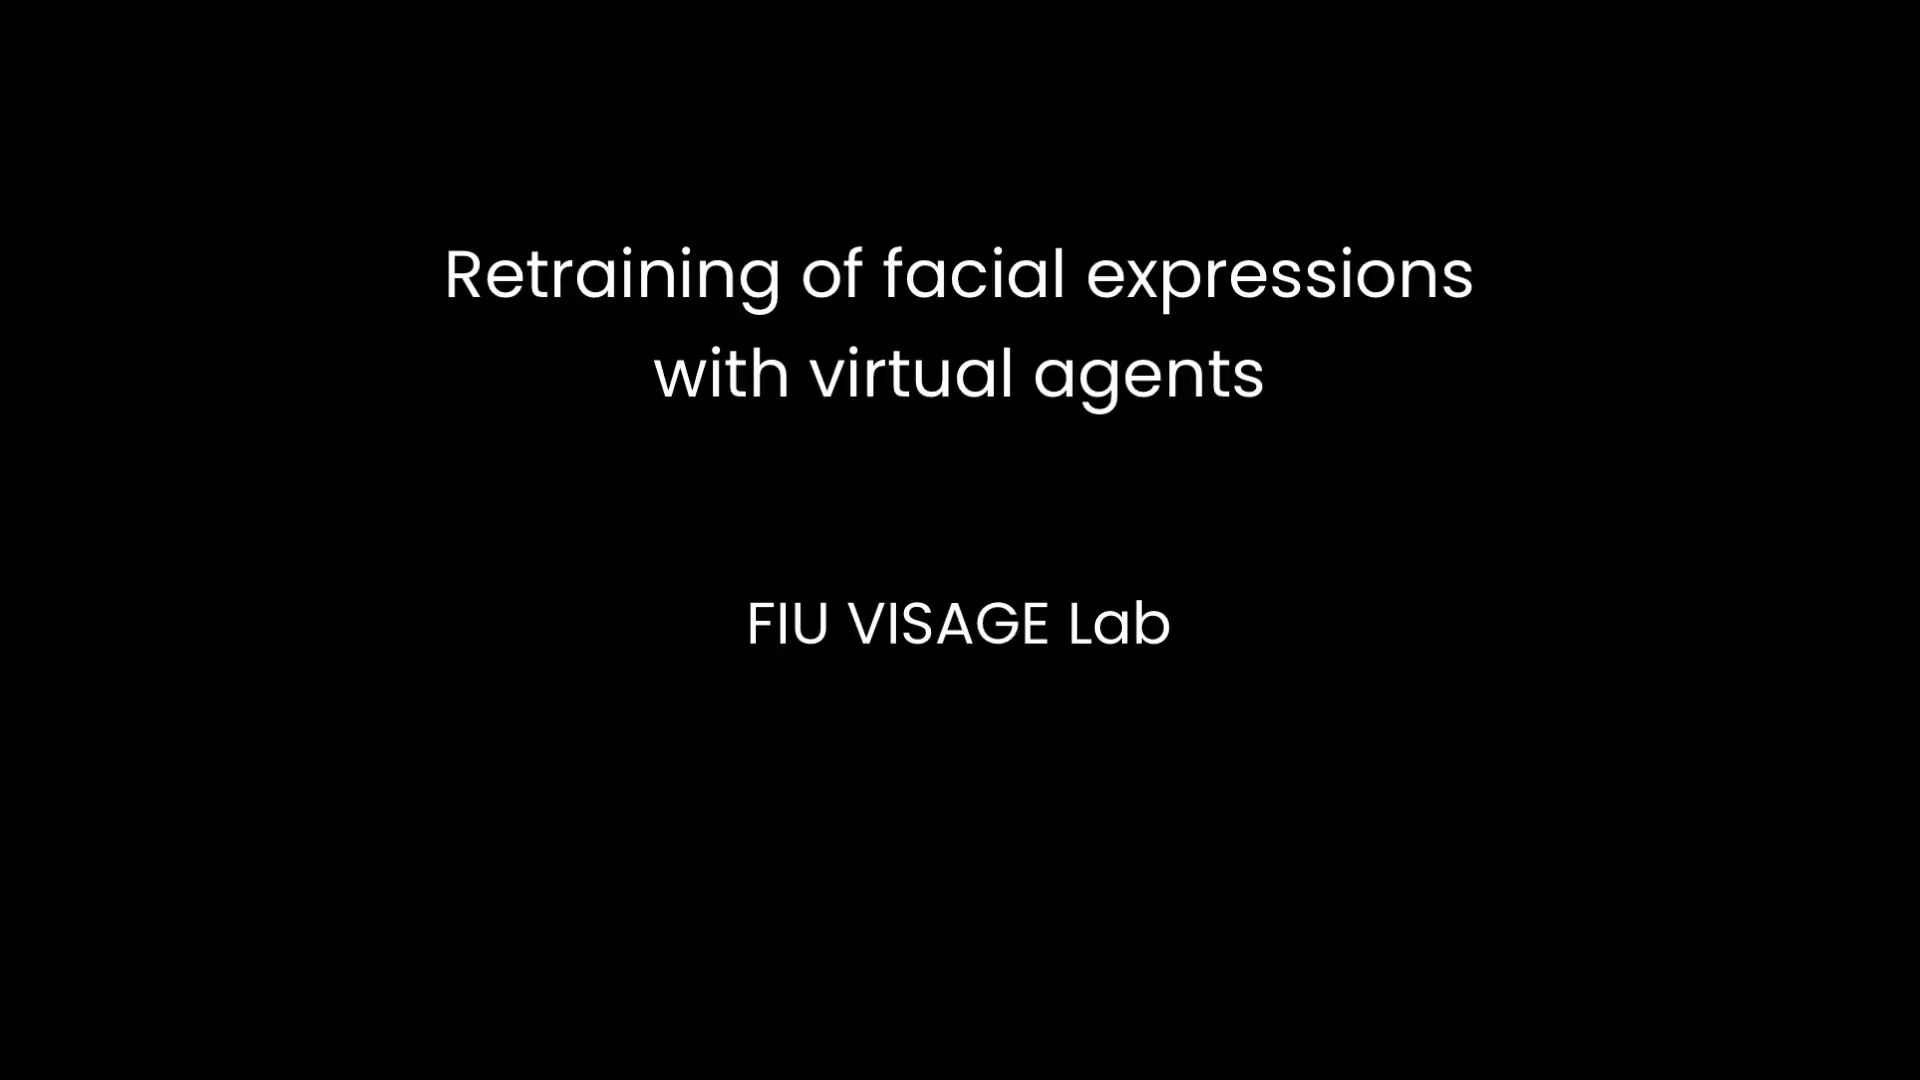 Retraining of facial expressions
with virtual agents
FIU VISAGE Lab